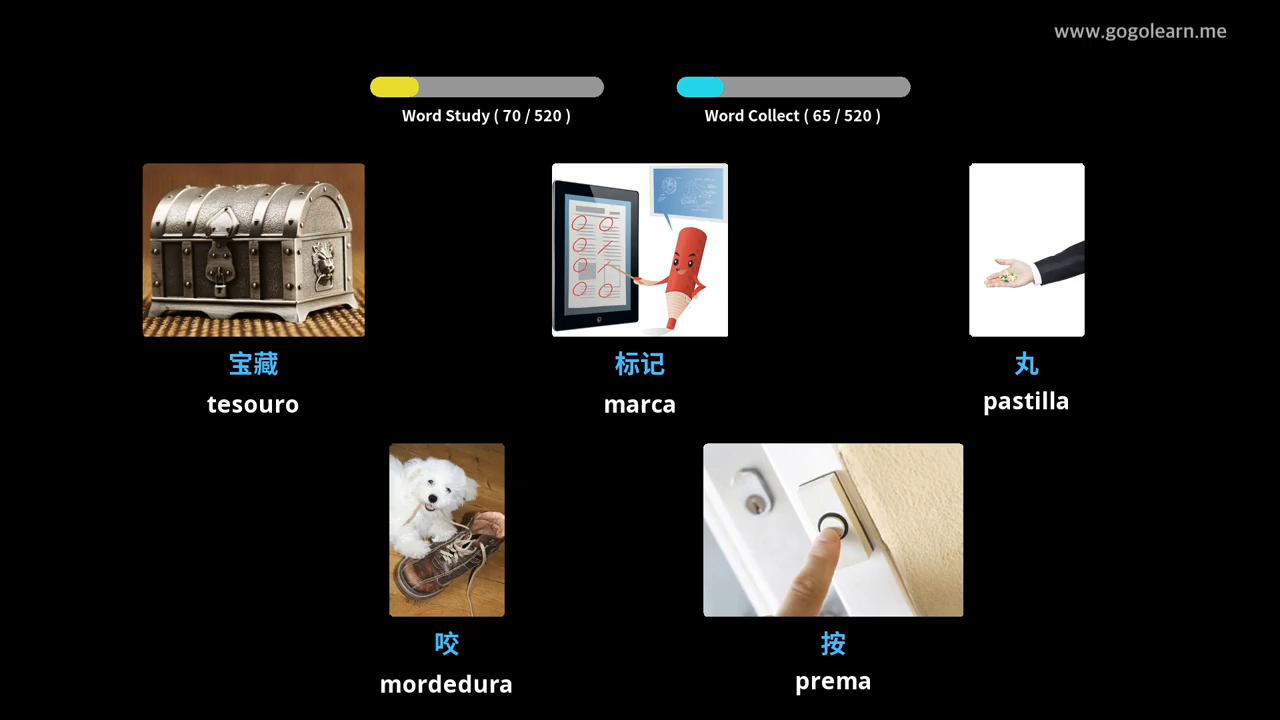 www.gogolearn.me
Word Study ( 70 / 520 )
Word Collect ( 65 / 520 )
宝藏
tesouro
标记
marca
丸
pastilla
咬
mordedura
按
prema